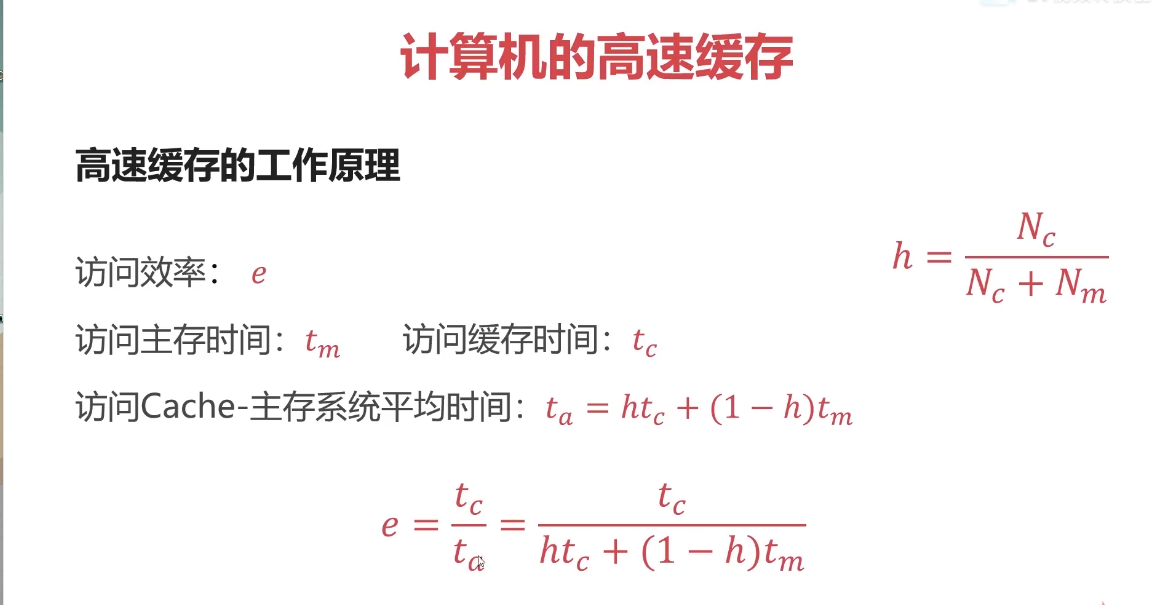 计算机的高速缓存
高速缓存的工作原理
h = N_c / (N_c + N_m)
访问效率： e
访问主存时间：t_m 访问缓存时间：t_c
访问Cache-主存系统平均时间：t_a = ht_c + (1 − h)t_m
e = t_c / t_a = t_c / (ht_c + (1 − h)t_m)